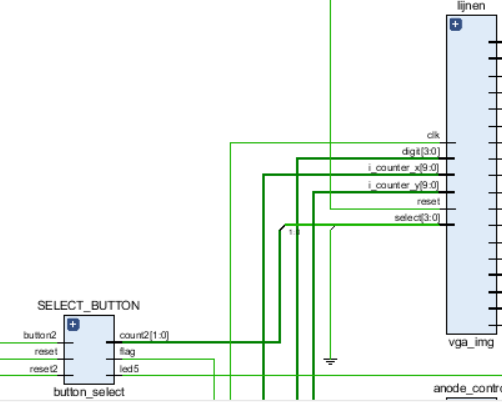 lijnen
clk
digit[3:0]
i_counter_x[9:0]
i_counter_y[9:0]
reset
select[3:0]
1:0
vga_img
SELECT_BUTTON
button2
count2[1:0]
reset
flag
reset2
led5
button_select
anode_contro